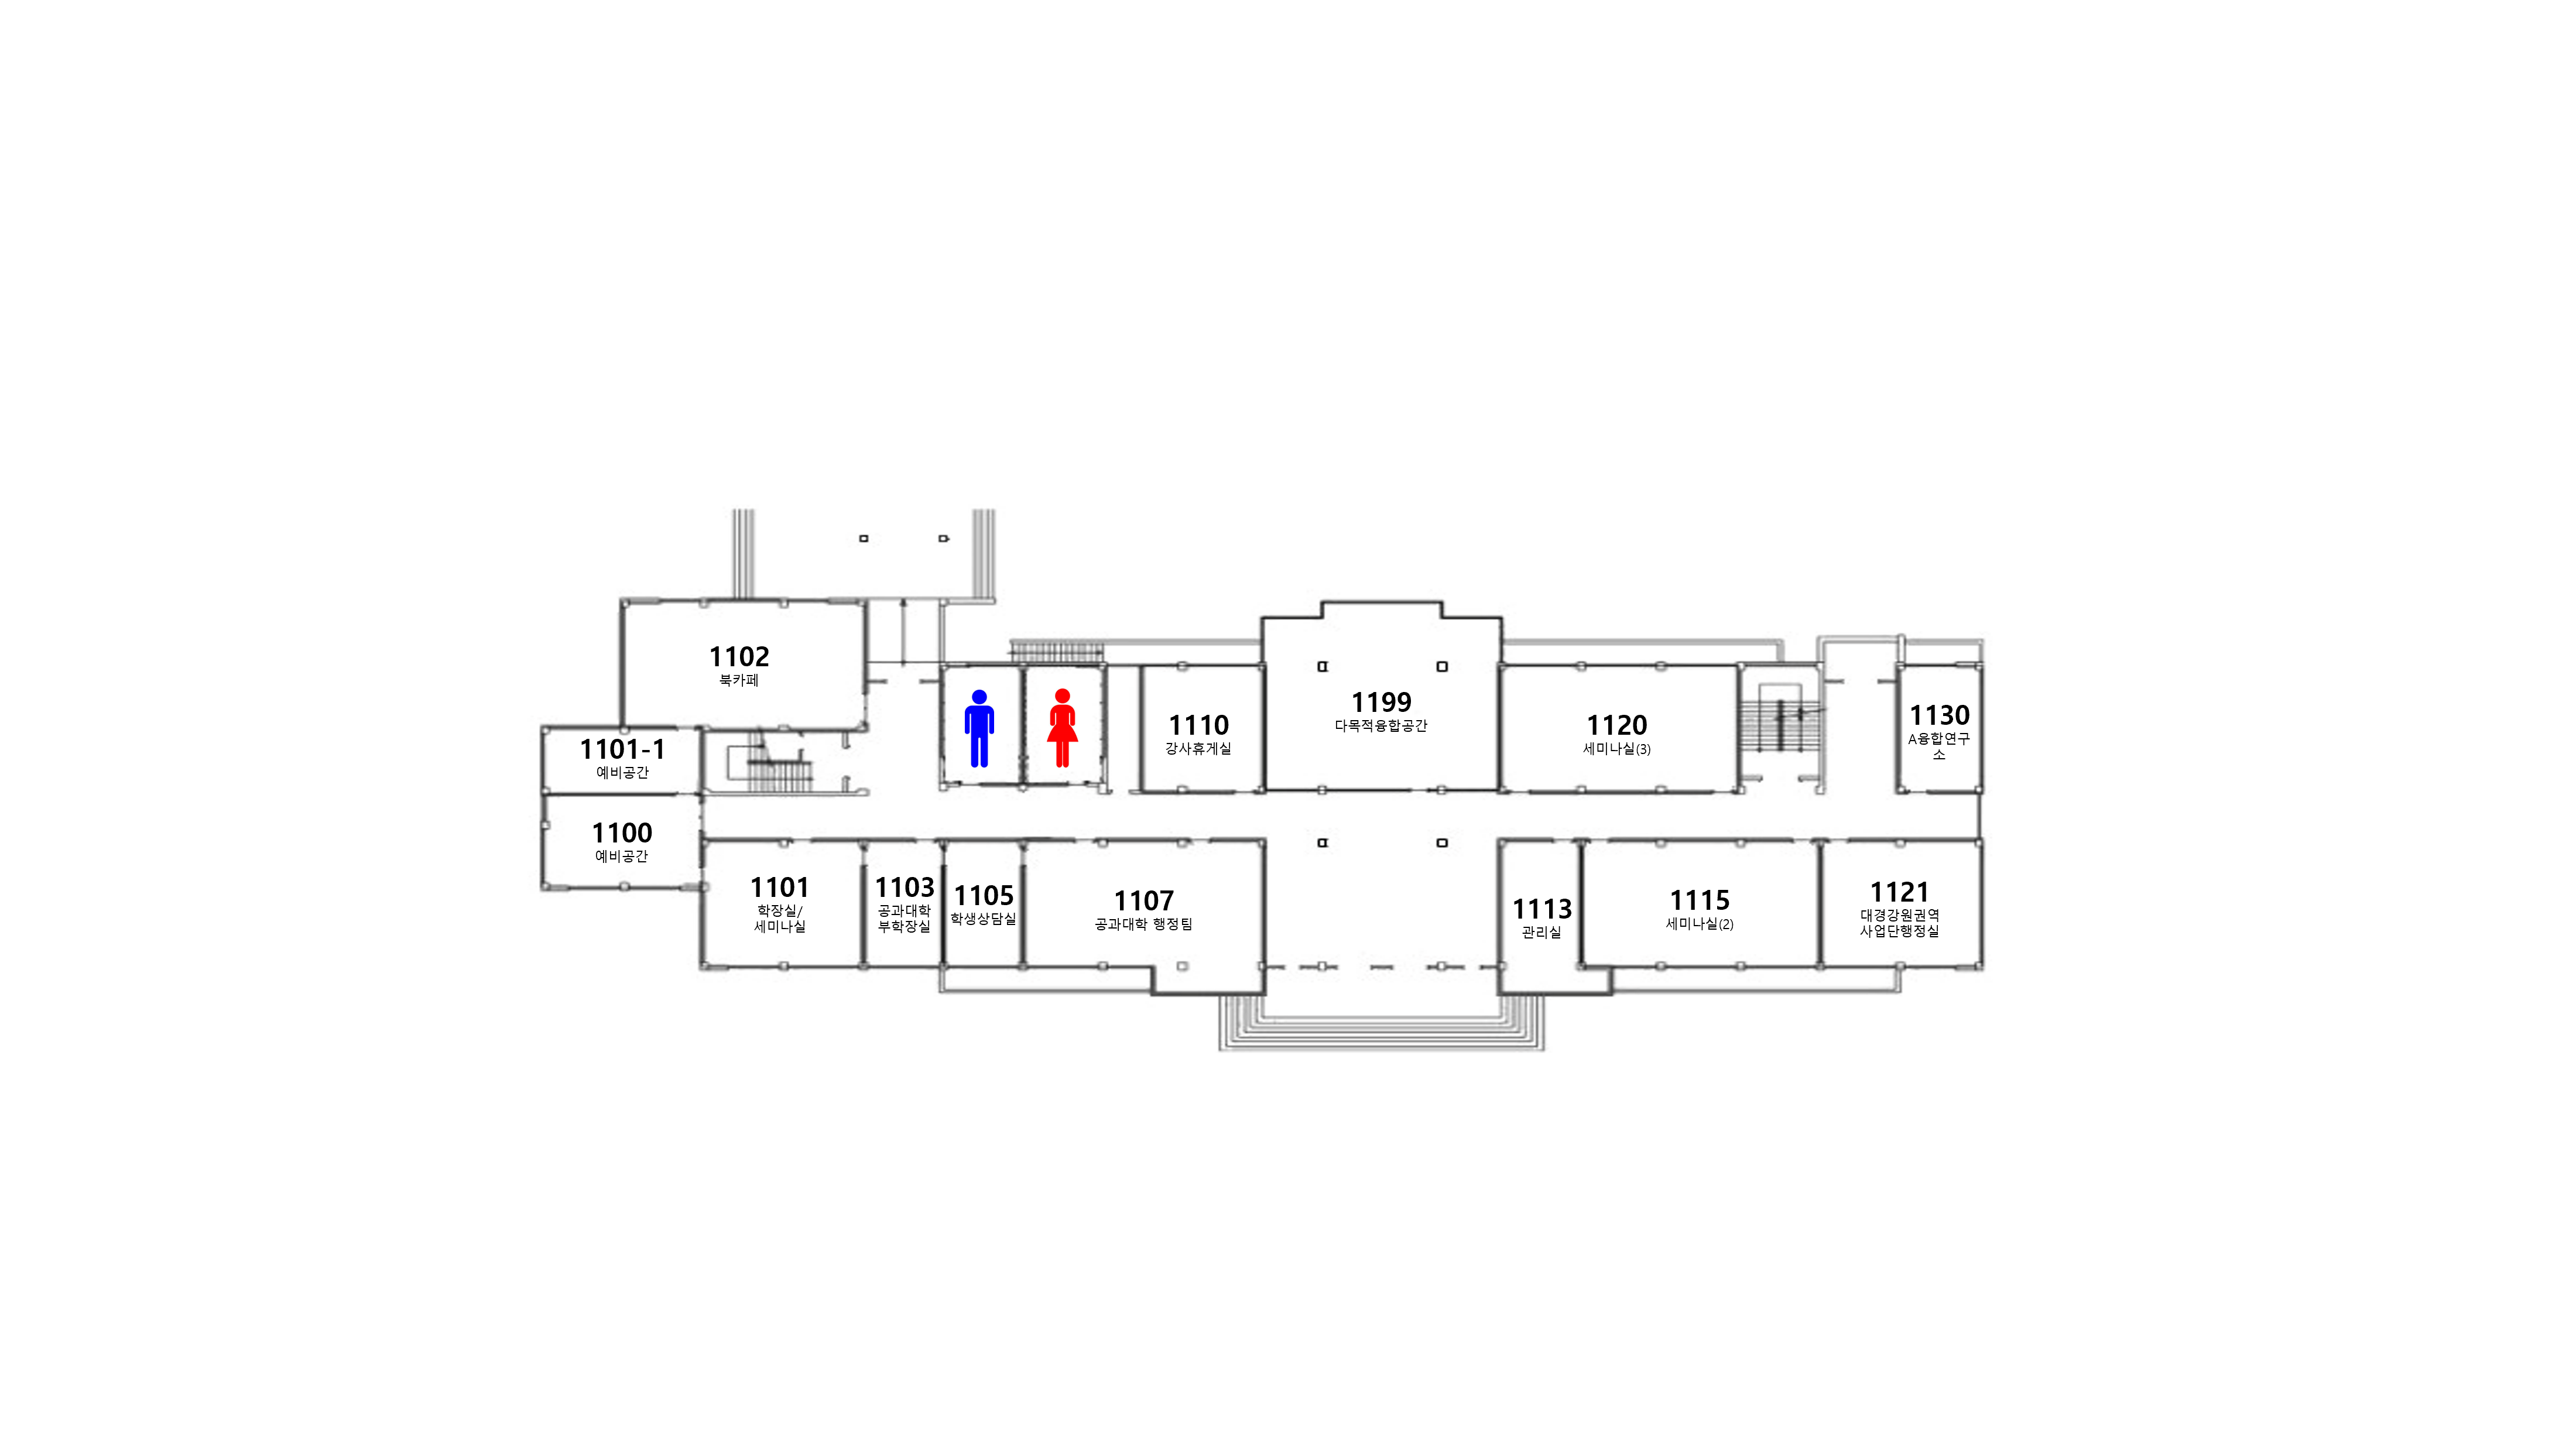 1102
북카페
1101-1
예비공간
1100
예비공간
1110
강사휴게실
1199
다목적융합공간
1120
세미나실(3)
1130
A융합연구
소
1101
학장실/
세미나실
1103
공과대학
부학장실
1105
학생상담실
1107
공과대학 행정팀
1113
관리실
1115
세미나실(2)
1121
대경강원권역
사업단행정실